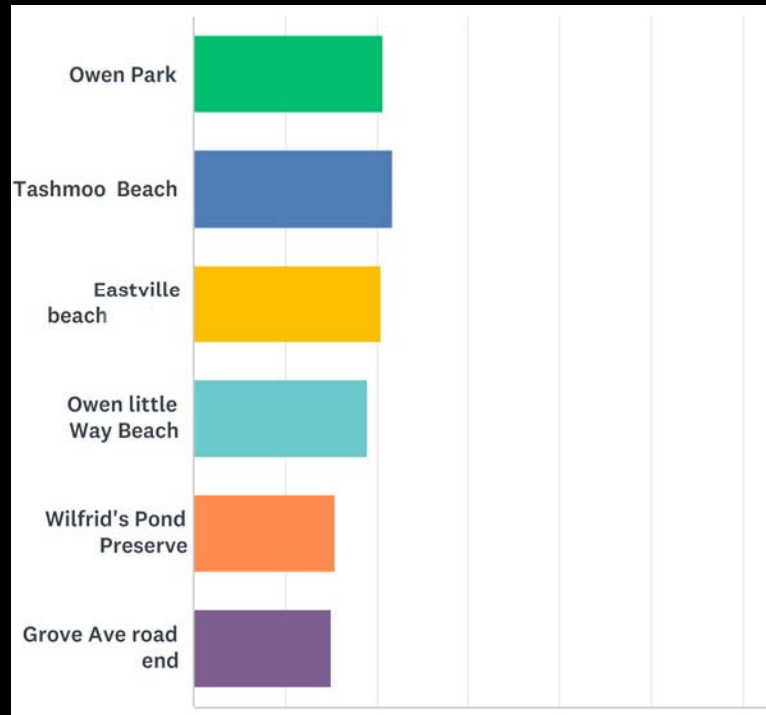 Owen Park
Tashmoo Beach
Eastville
beach
Owen little
Way Beach
Wilfrid's Pond
Preserve
Grove Ave road
end